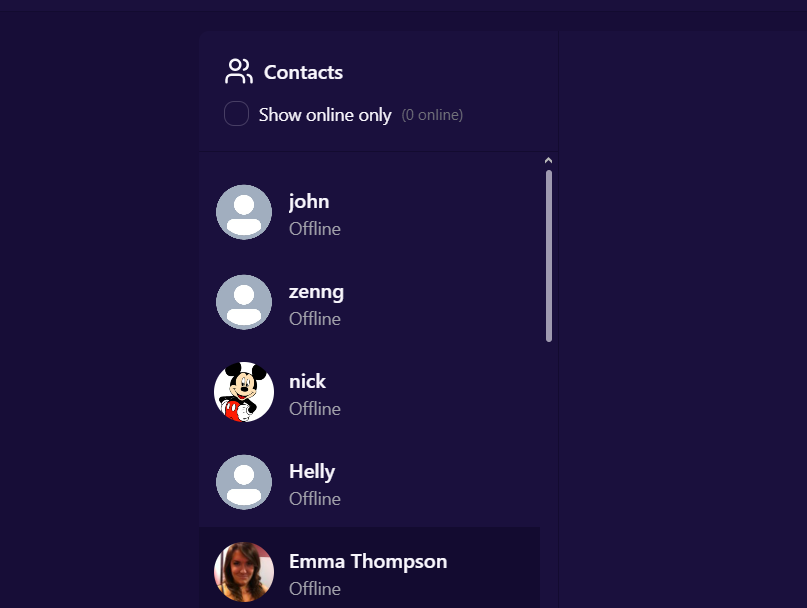 Contacts
Show online only (0 online)
john
Offline
zenng
Offline
nick
Offline
Helly
Offline
Emma Thompson
Offline